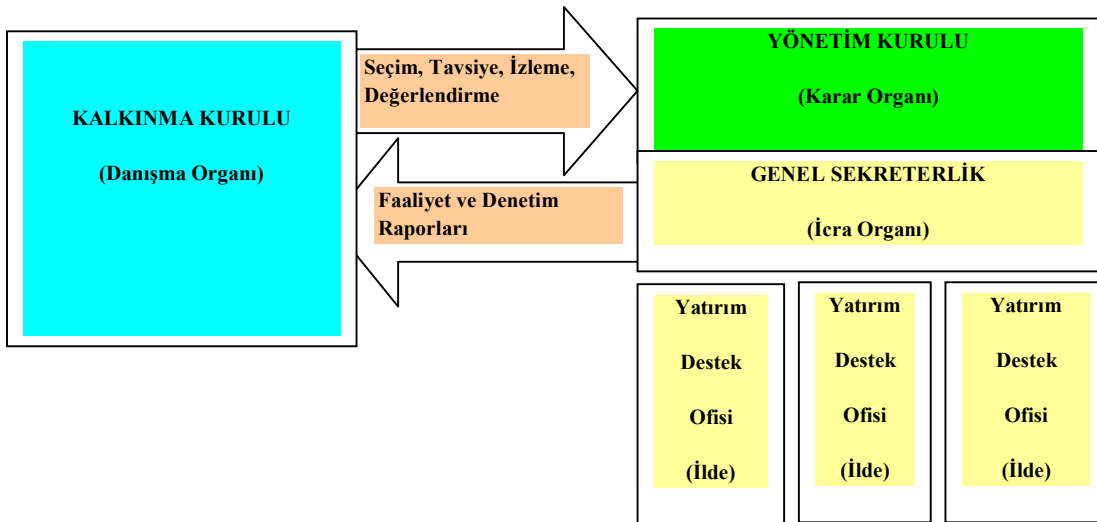 KALKINMA KURULU
(Danışma Organı)
Seçim, Tavsiye, İzleme,
Değerlendirme
Faaliyet ve Denetim
Raporları
YÖNETİM KURULU
(Karar Organı)
GENEL SEKRETERLİK
(İcra Organı)
Yatırım
Destek
Ofisi
(İlde)
Yatırım
Destek
Ofisi
(İlde)
Yatırım
Destek
Ofisi
(İlde)